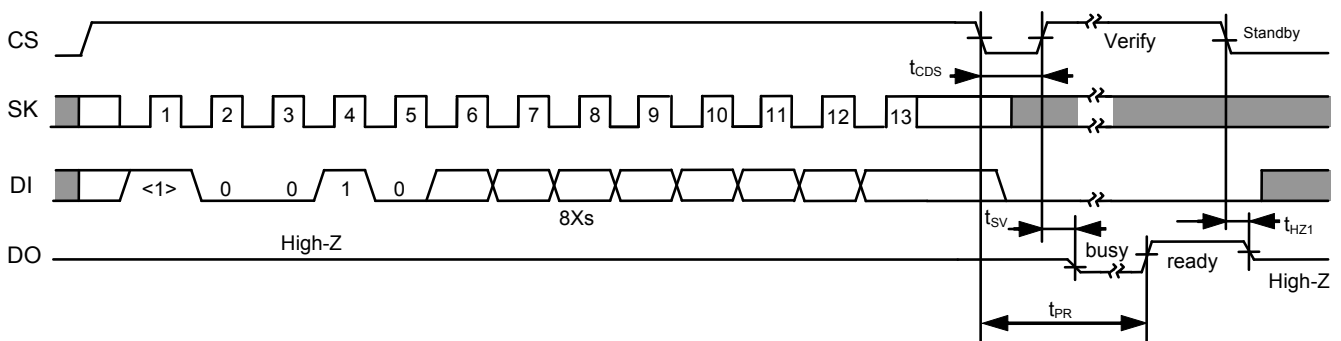 CS
Verify
Standby
tCDS
SK
1 2 3 4 5 6 7 8 9 10 11 12 13
DI
<1> 0 0 1 0
8Xs
tSV
tHZ1
DO
High-Z
busy
ready
High-Z
tPR